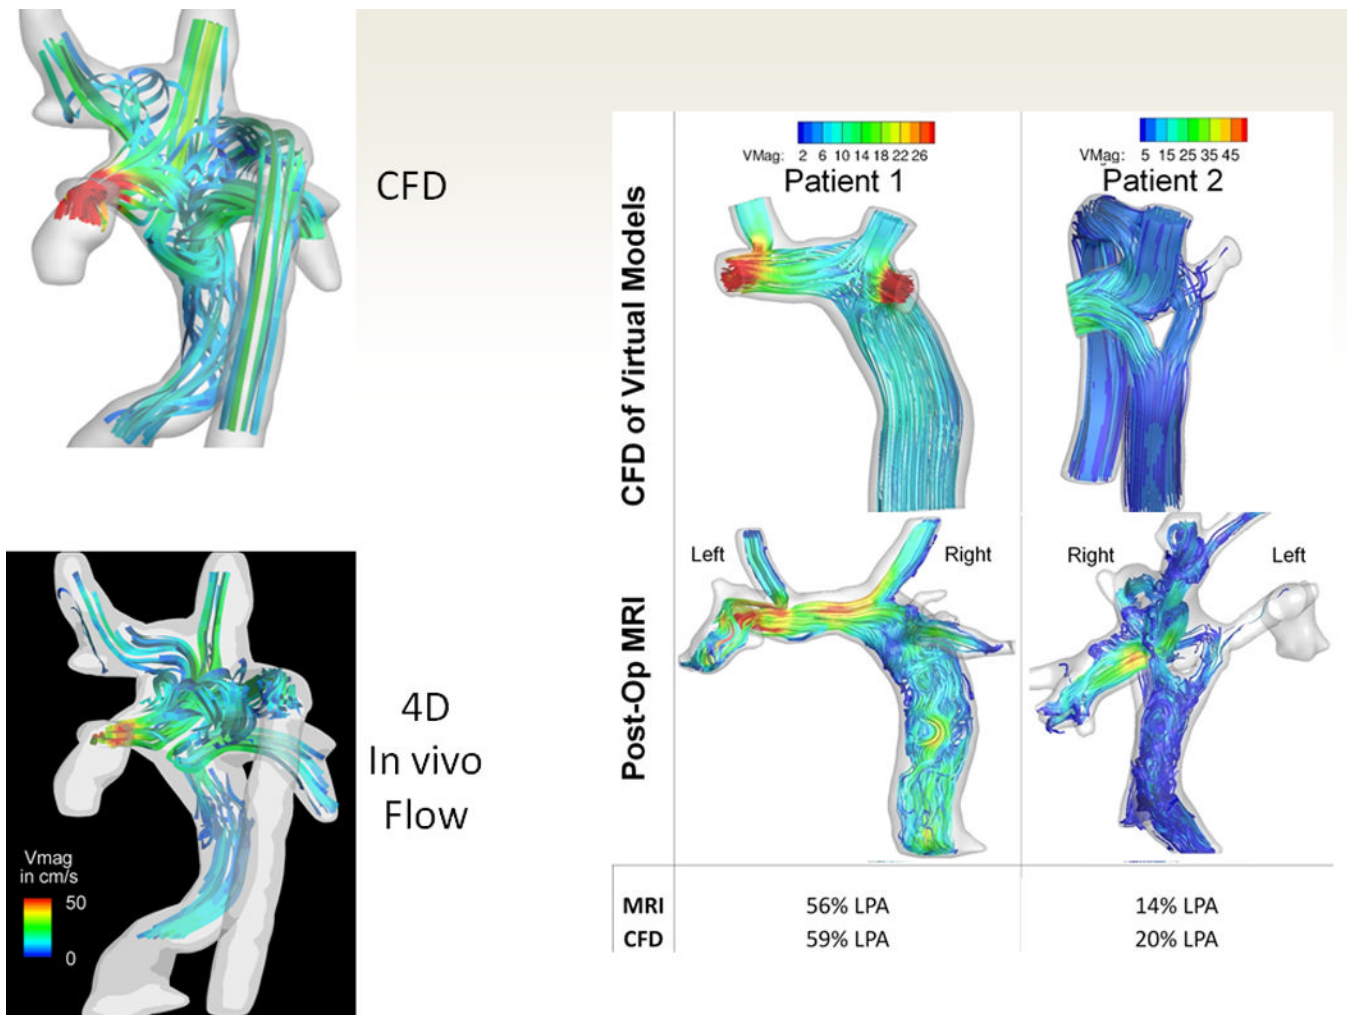 CFD
4D
In vivo
Flow
Vmag
in cm/s
50
0
VMag: 2 6 10 14 18 22 26
Patient 1
VMag: 5 15 25 35 45
Patient 2
CFD of Virtual Models
Left
Right
Right
Left
Post-Op MRI
MRI 56% LPA 14% LPA
CFD 59% LPA 20% LPA